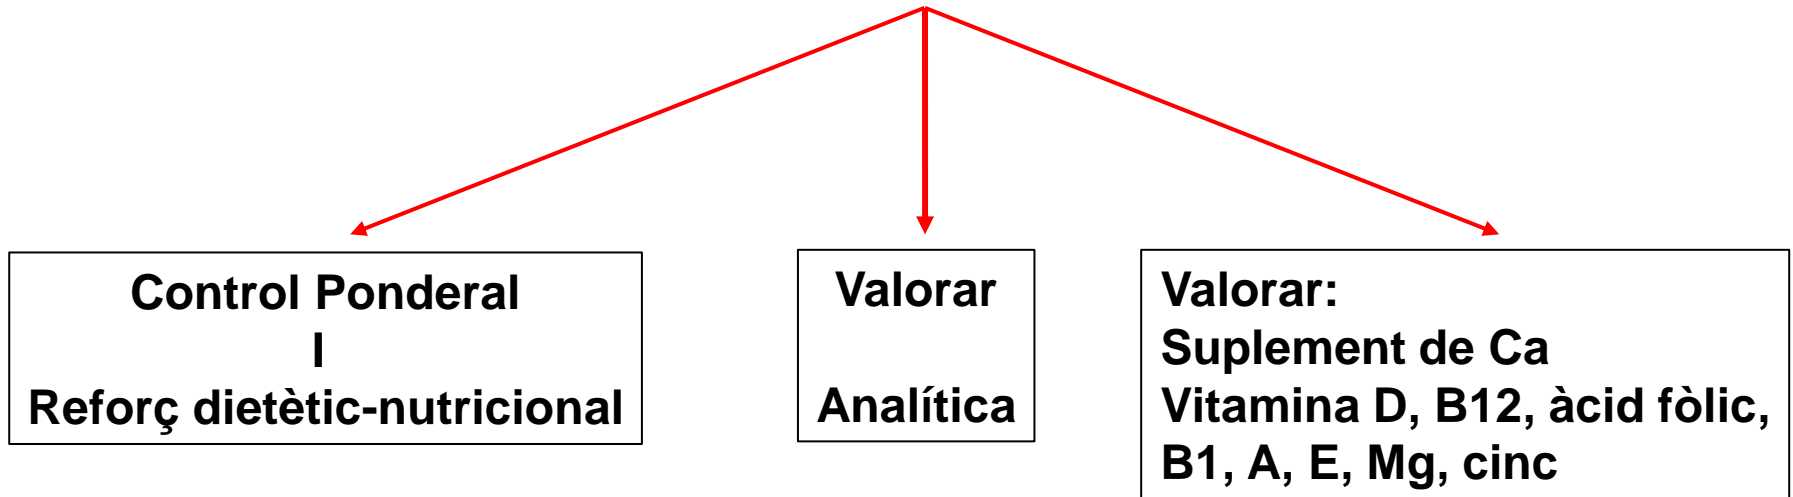 Control Ponderal
I
Reforç dietètic-nutricional
Valorar
Analítica
Valorar:
Suplement de Ca
Vitamina D, B12, àcid fòlic,
B1, A, E, Mg, cinc